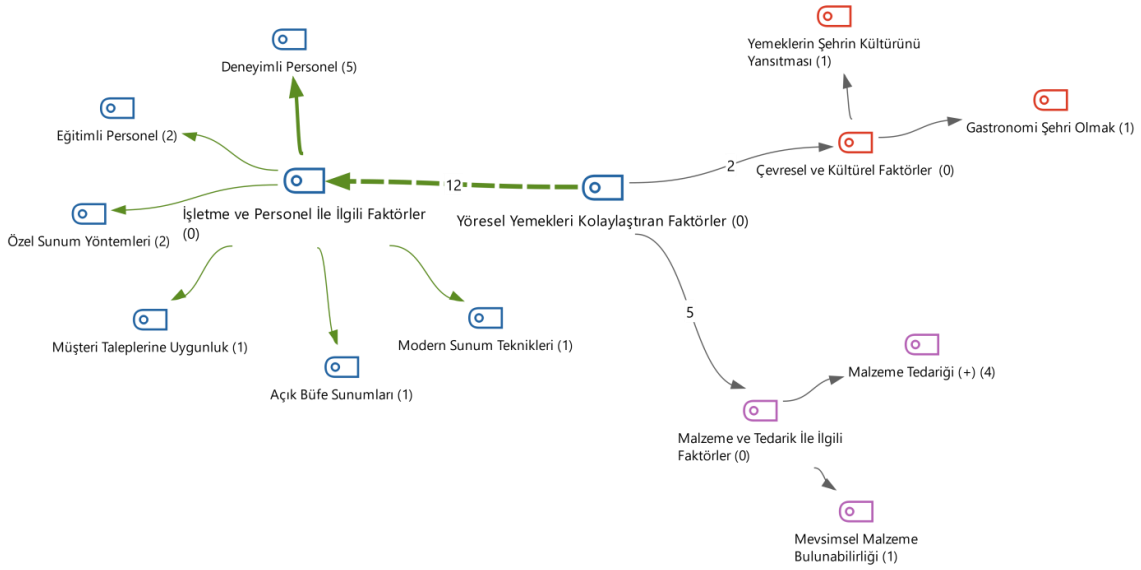 Yemeklerin Şehrin Kültürünü
Yansıtması (1)
Deneyimli Personel (5)
Gastronomi Şehri Olmak (1)
Eğitimli Personel (2)
2
Çevresel ve Kültürel Faktörler (0)
12
İşletme ve Personel İle İlgili Faktörler
(0)
Yöresel Yemekleri Kolaylaştıran Faktörler (0)
Özel Sunum Yöntemleri (2)
5
Müşteri Taleplerine Uygunluk (1)
Modern Sunum Teknikleri (1)
Açık Büfe Sunumları (1)
Malzeme Tedariği (+) (4)
Malzeme ve Tedarik İle İlgili
Faktörler (0)
Mevsimsel Malzeme
Bulunabilirliği (1)